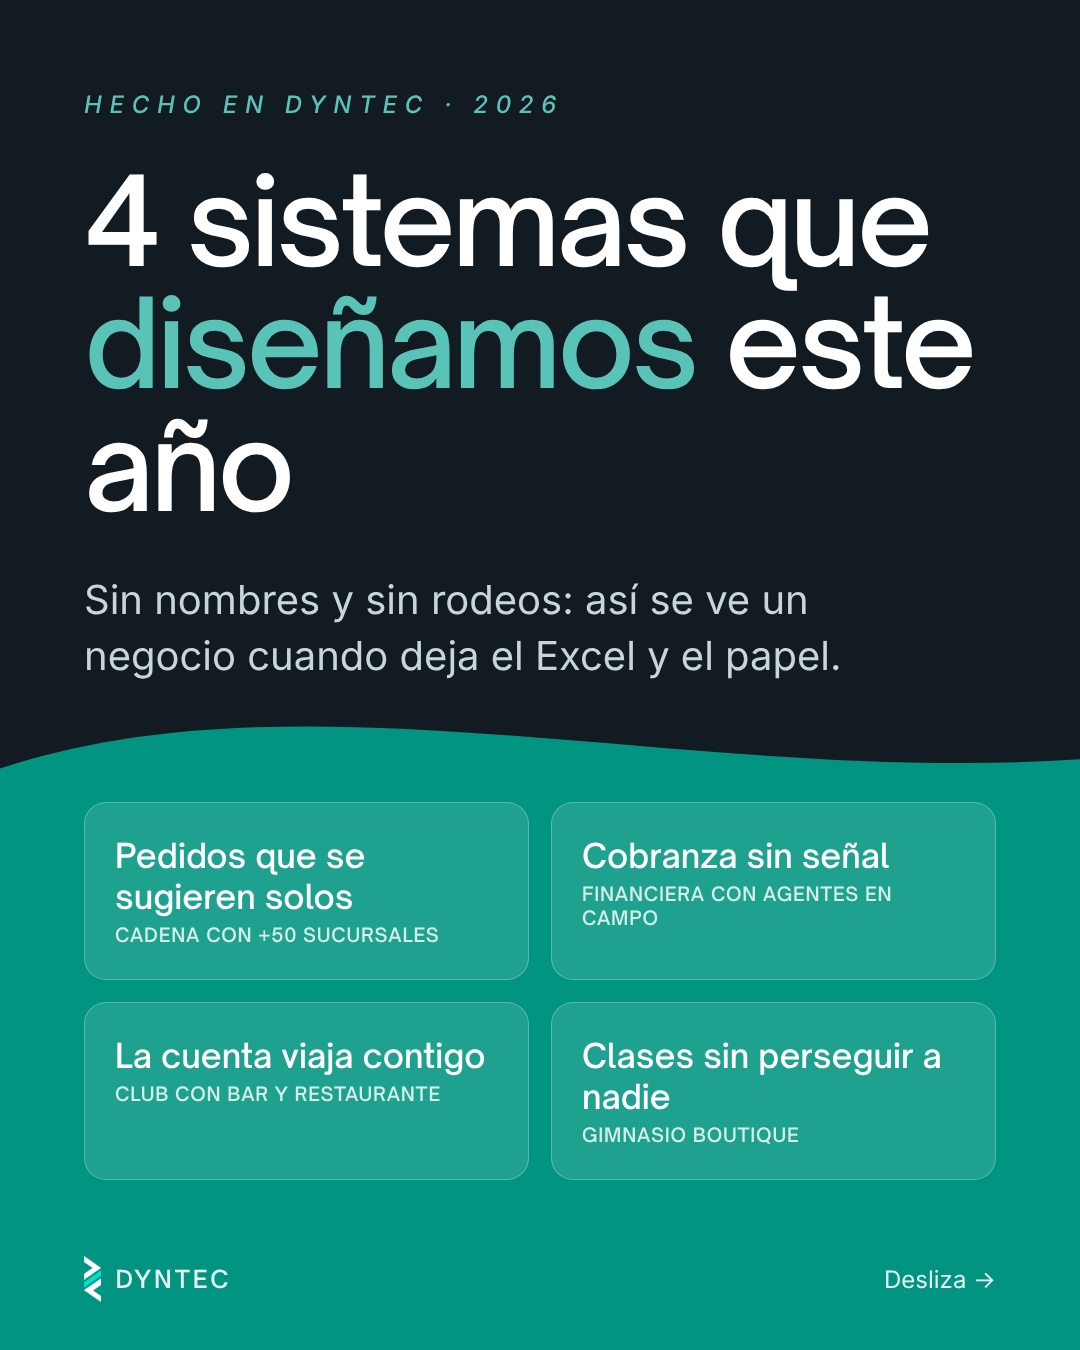 HECHO EN DYNTEC · 2026
4 sistemas que
diseñamos este
año
Sin nombres y sin rodeos: así se ve un
negocio cuando deja el Excel y el papel.
Pedidos que se
sugieren solos
CADENA CON +50 SUCURSALES
Cobranza sin señal
FINANCIERA CON AGENTES EN
CAMPO
La cuenta viaja contigo
CLUB CON BAR Y RESTAURANTE
Clases sin perseguir a
nadie
GIMNASIO BOUTIQUE
DYNTEC
Desliza →